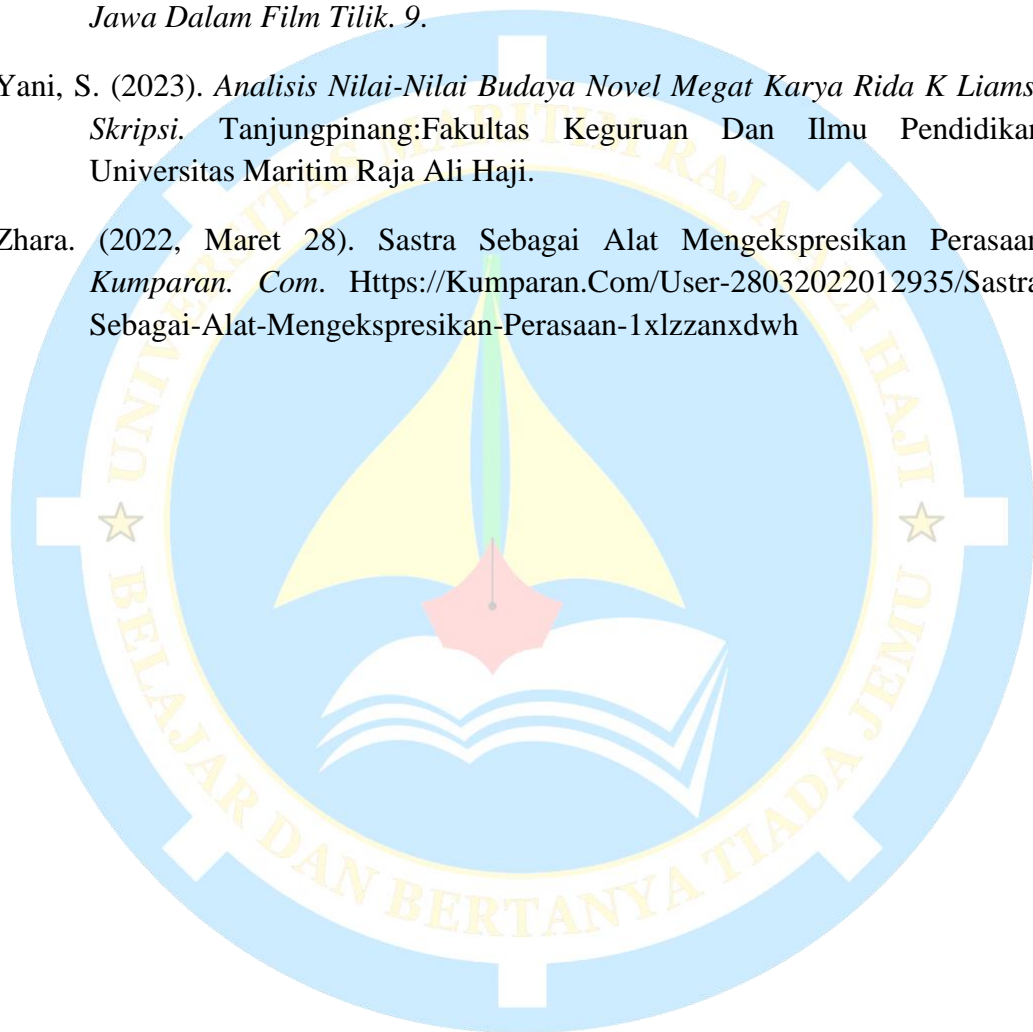 Jawa Dalam Film Tilik. 9.
Yani, S. (2023). Analisis Nilai-Nilai Budaya Novel Megat Karya Rida K Liams
Skripsi. Tanjungpinang:Fakultas Keguruan Dan Ilmu Pendidikan
Universitas Maritim Raja Ali Haji.
Zhara. (2022, Maret 28). Sastra Sebagai Alat Mengekspresikan Perasaan
Kumparan. Com. Https://Kumparan.Com/User-28032022012935/Sastra
Sebagai-Alat-Mengekspresikan-Perasaan-1xlzzanxdwh
UNIVERSITAS MARITIM RAJA ALI HAJI
BELAJAR DAN BERTANYA TIADA JEMU